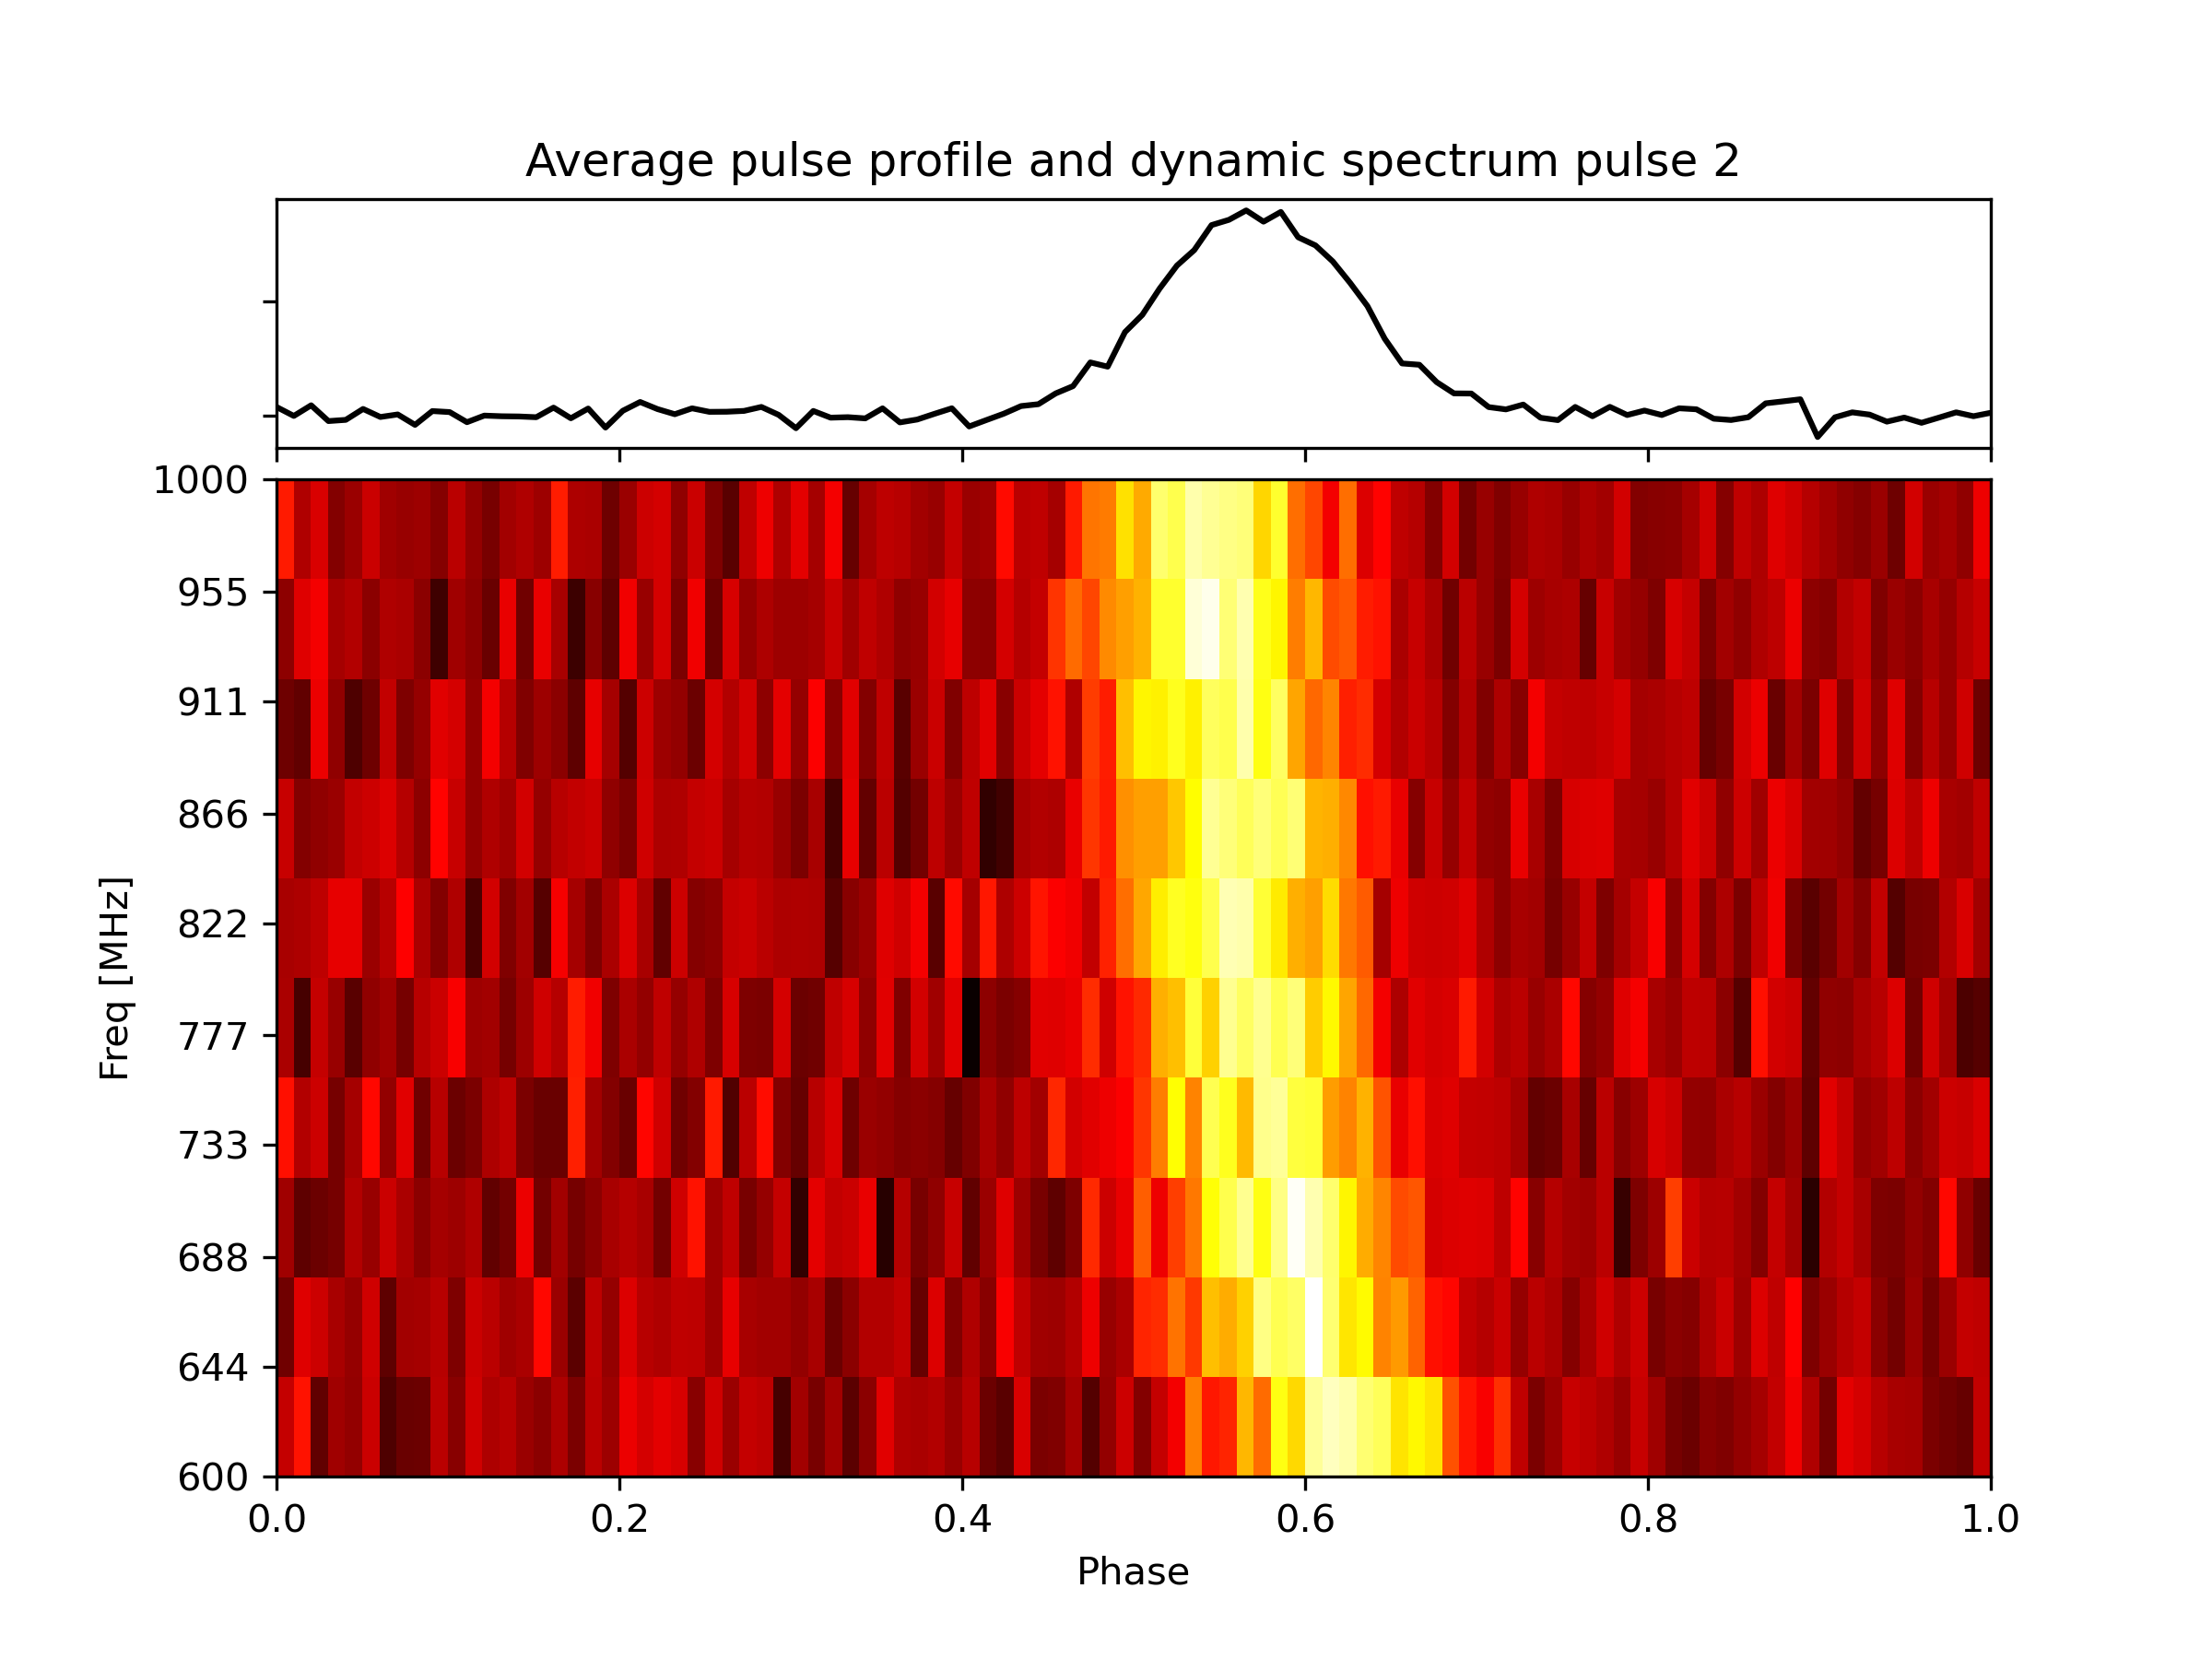 Average pulse profile and dynamic spectrum pulse 2
1000
955
911
866
822
777
733
688
644
600
Freq [MHz]
0.0 0.2 0.4 0.6 0.8 1.0
Phase